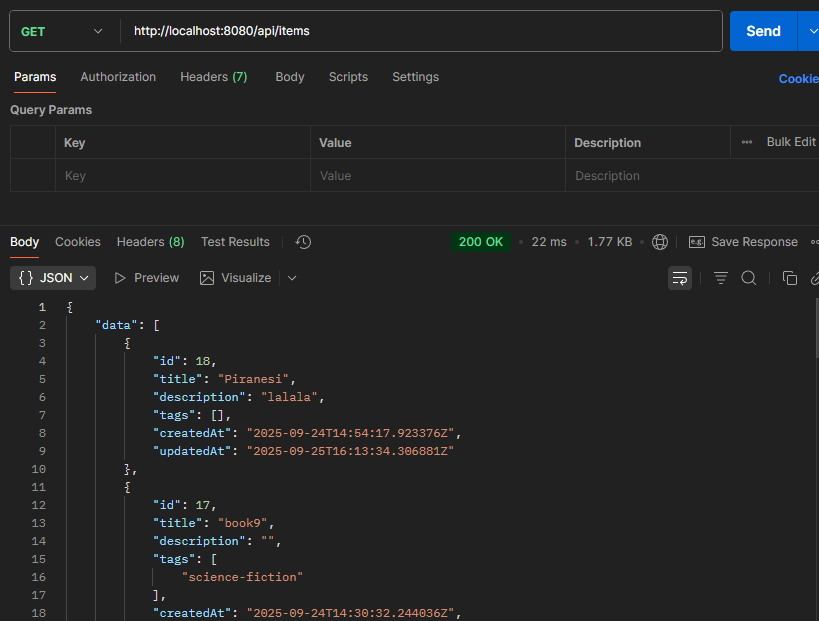 GET http://localhost:8080/api/items Send
Params Authorization Headers (7) Body Scripts Settings Cookie
Query Params
Key Value Description Bulk Edit
Key Value Description
Body Cookies Headers (8) Test Results 200 OK • 22 ms • 1.77 KB e.g. Save Response
{} JSON Preview Visualize
1 {
2 "data": [
3 {
4 "id": 18,
5 "title": "Piranesi",
6 "description": "lalala",
7 "tags": [],
8 "createdAt": "2025-09-24T14:54:17.923376Z",
9 "updatedAt": "2025-09-25T16:13:34.306881Z"
10 },
11 {
12 "id": 17,
13 "title": "book9",
14 "description": "",
15 "tags": [
16 "science-fiction"
17 ],
18 "createdAt": "2025-09-24T14:30:32.244036Z",